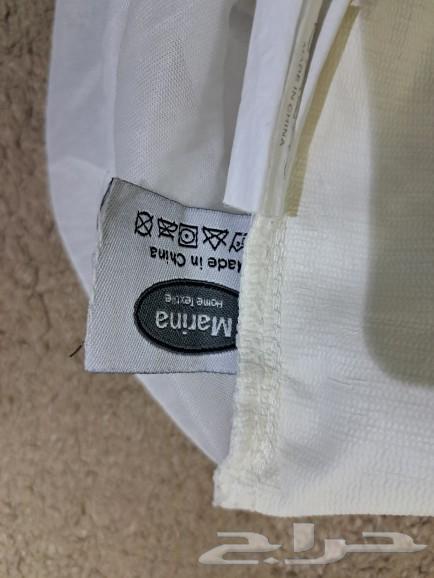 MADE IN CHINA
Made in China
Marina
Home Textile
حراج